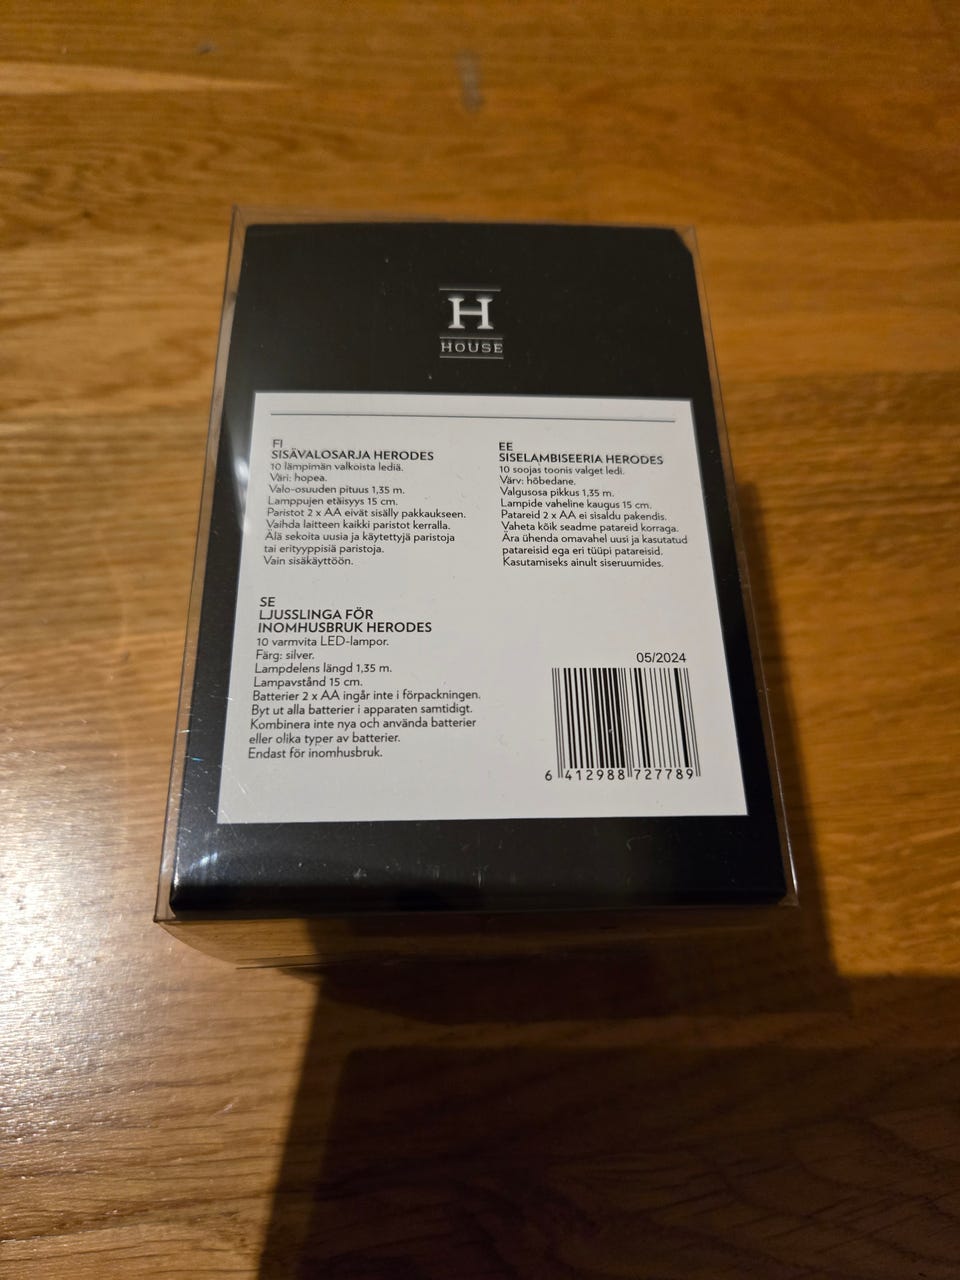 H
HOUSE
FI
SISÄVALOSARJA HERODES
10 lämpimän valkoista lediä.
Väri: hopea.
Valo-osuuden pituus 1,35 m.
Lamppujen etäisyys 15 cm.
Paristot 2 x AA eivät sisälly pakkaukseen.
Vaihda laitteen kaikki paristot kerralla.
Älä sekoita uusia ja käytettyjä paristoja
tai erityyppisiä paristoja.
Vain sisäkäyttöön.
EE
SISELAMBISEERIA HERODES
10 soojas toonis valget ledi.
Värv: hõbedane.
Valgusosa pikkus 1,35 m.
Lampide vaheline kaugus 15 cm.
Patareid 2 x AA ei sisaldu pakendis.
Vaheta kõik seadme patareid korraga.
Ära ühenda omavahel uusi ja kasutatud
patareisid ega eri tüüpi patareisid.
Kasutamiseks ainult siseruumides.
SE
LJUSSLINGA FÖR
INOMHUSBRUK HERODES
10 varmvita LED-lampor.
Färg: silver.
Lampdelens längd 1,35 m.
Lampavstånd 15 cm.
Batterier 2 x AA ingår inte i förpackningen.
Byt ut alla batterier i apparaten samtidigt.
Kombinera inte nya och använda batterier
eller olika typer av batterier.
Endast för inomhusbruk.
05/2024
6 412988 727789